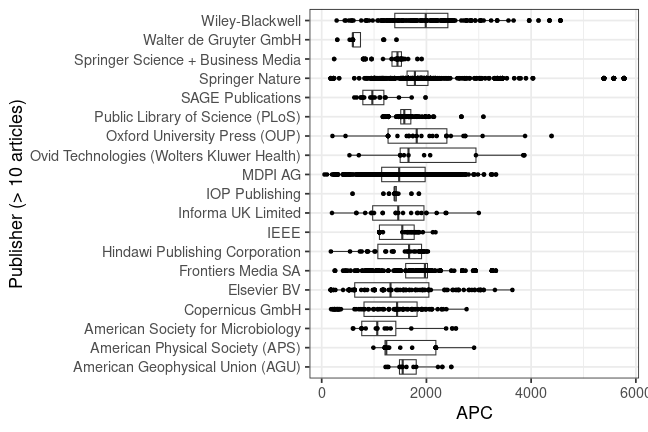 Publisher (> 10 articles)
Wiley-Blackwell
Walter de Gruyter GmbH
Springer Science + Business Media
Springer Nature
SAGE Publications
Public Library of Science (PLoS)
Oxford University Press (OUP)
Ovid Technologies (Wolters Kluwer Health)
MDPI AG
IOP Publishing
Informa UK Limited
IEEE
Hindawi Publishing Corporation
Frontiers Media SA
Elsevier BV
Copernicus GmbH
American Society for Microbiology
American Physical Society (APS)
American Geophysical Union (AGU)
0 2000 4000 6000
APC